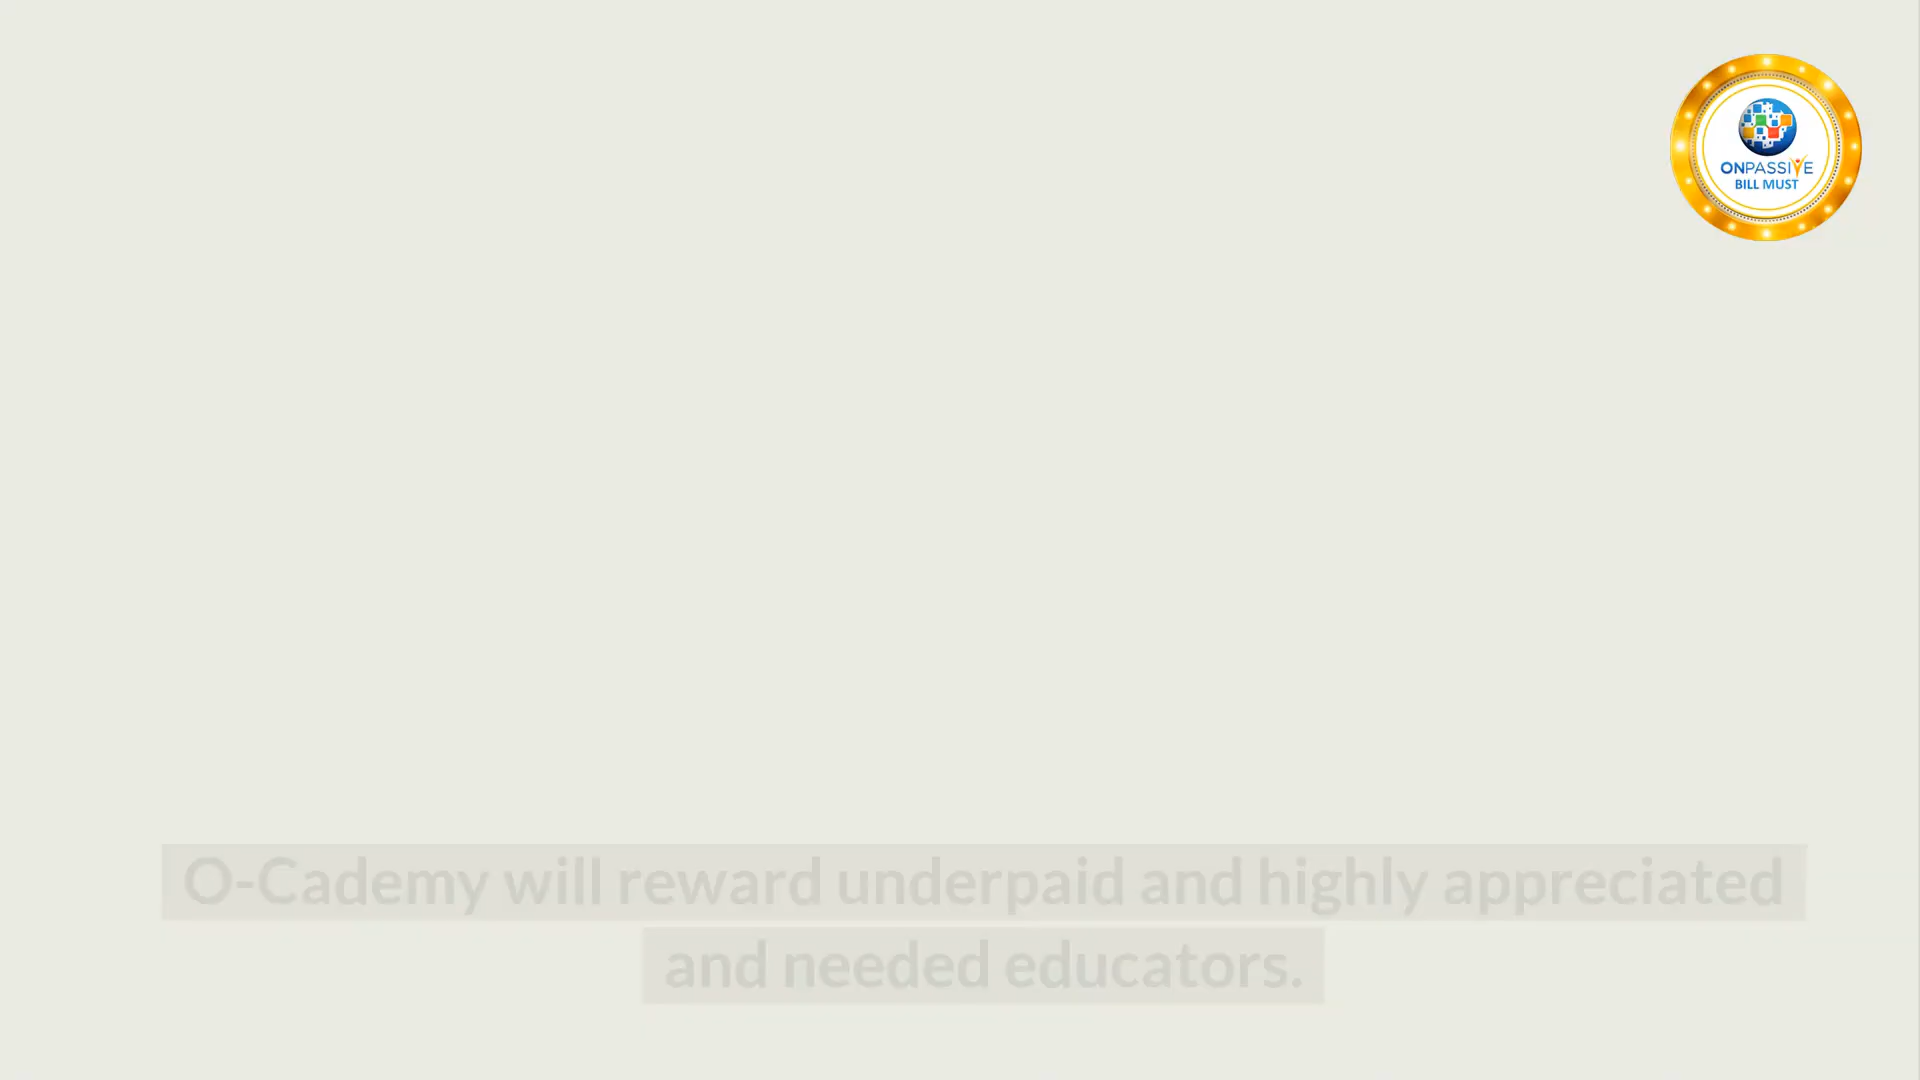 ONPASSIVE
BILL MUST
O-Cademy will reward underpaid and highly appreciated
and needed educators.